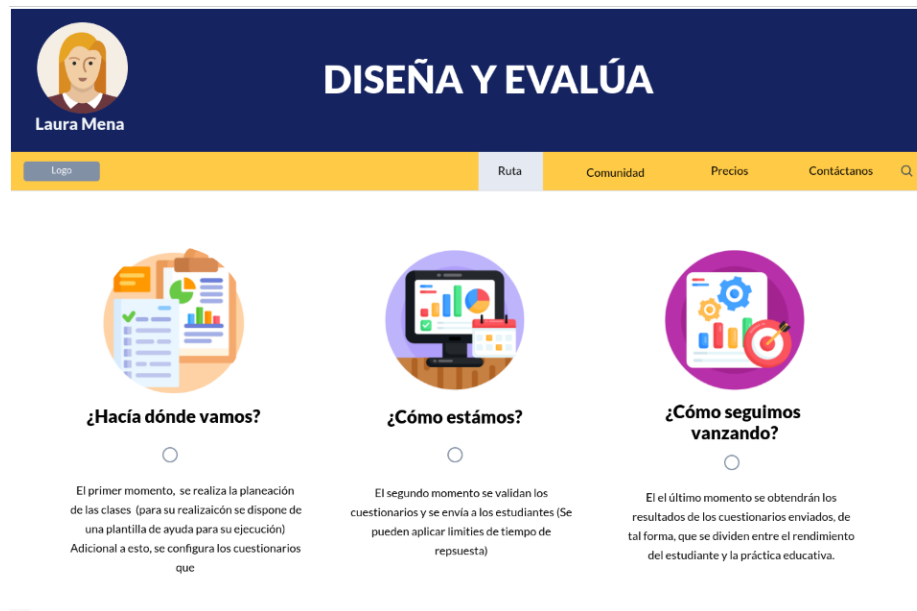 DISEÑA Y EVALÚA
Laura Mena
Logo
Ruta
Comunidad
Precios
Contáctanos
¿Hacía dónde vamos?
El primer momento, se realiza la planeación
de las clases (para su realizaicón se dispone de
una plantilla de ayuda para su ejecución)
Adicional a esto, se configura los cuestionarios
que
¿Cómo estámos?
El segundo momento se validan los
cuestionarios y se envía a los estudiantes (Se
pueden aplicar limities de tiempo de
repsuesta)
¿Cómo seguimos
vanzando?
El el último momento se obtendrán los
resultados de los cuestionarios enviados, de
tal forma, que se dividen entre el rendimiento
del estudiante y la práctica educativa.